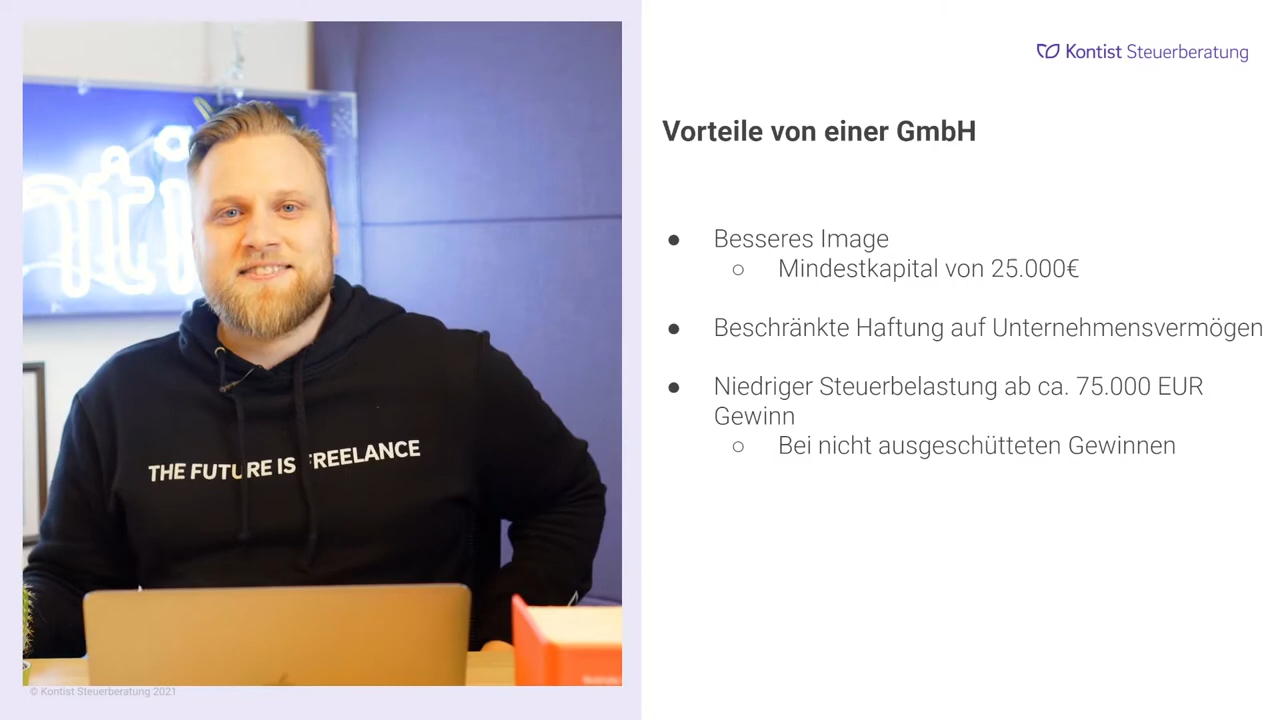 Kontist Steuerberatung
Vorteile von einer GmbH
● Besseres Image
○ Mindestkapital von 25.000€
● Beschränkte Haftung auf Unternehmensvermögen
● Niedriger Steuerbelastung ab ca. 75.000 EUR
Gewinn
○ Bei nicht ausgeschütteten Gewinnen
nti
THE FUTURE IS FREELANCE
© Kontist Steuerberatung 2021